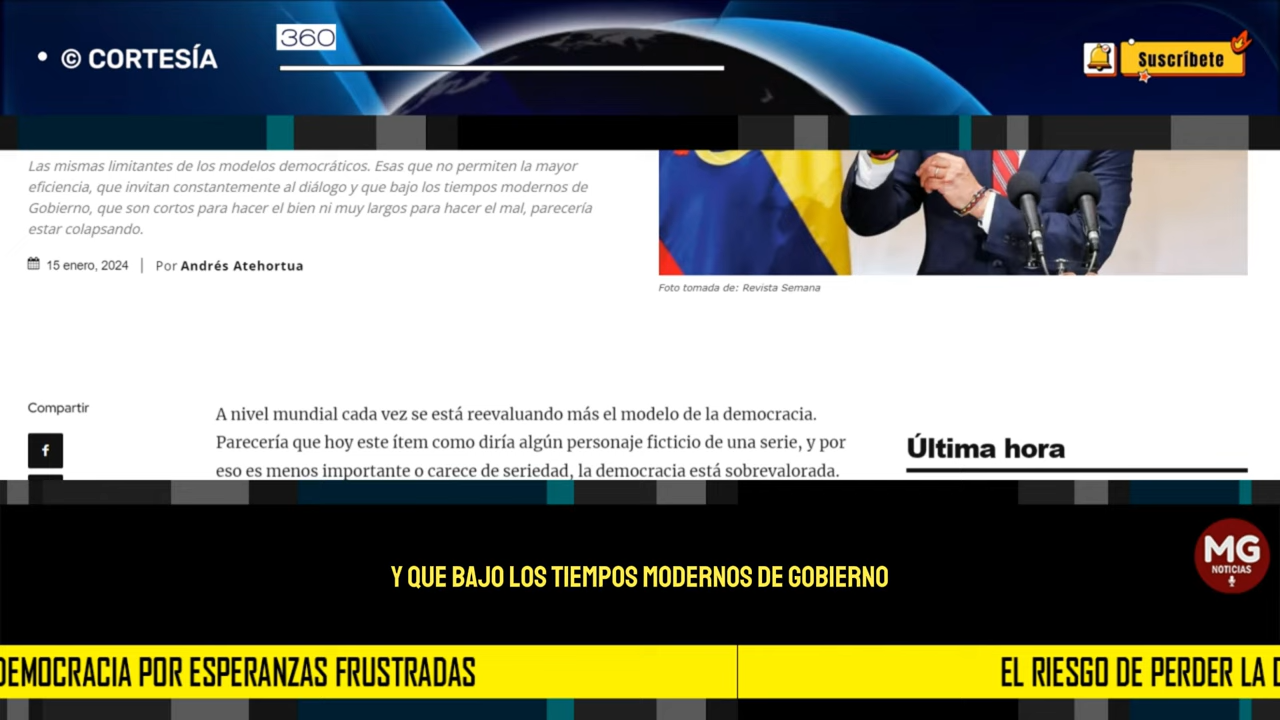 © CORTESÍA
360
Suscríbete
Las mismas limitantes de los modelos democráticos. Esas que no permiten la mayor
eficiencia, que invitan constantemente al diálogo y que bajo los tiempos modernos de
Gobierno, que son cortos para hacer el bien ni muy largos para hacer el mal, parecería
estar colapsando.
15 enero, 2024 | Por Andrés Atehortua
Foto tomada de: Revista Semana
Compartir
f
A nivel mundial cada vez se está reevaluando más el modelo de la democracia.
Parecería que hoy este ítem como diría algún personaje ficticio de una serie, y por
eso es menos importante o carece de seriedad, la democracia está sobrevalorada.
Última hora
Y QUE BAJO LOS TIEMPOS MODERNOS DE GOBIERNO
MG
NOTICIAS
DEMOCRACIA POR ESPERANZAS FRUSTRADAS
EL RIESGO DE PERDER LA